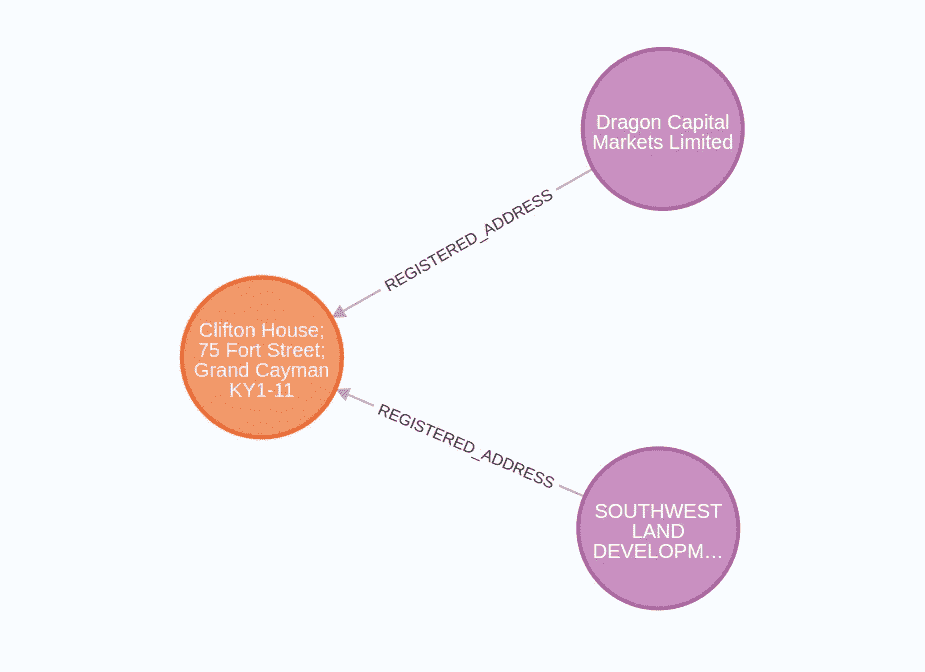 Dragon Capital
Markets Limited
REGISTERED_ADDRESS
Clifton House;
75 Fort Street;
Grand Cayman
KY1-11
REGISTERED_ADDRESS
SOUTHWEST
LAND
DEVELOPM...